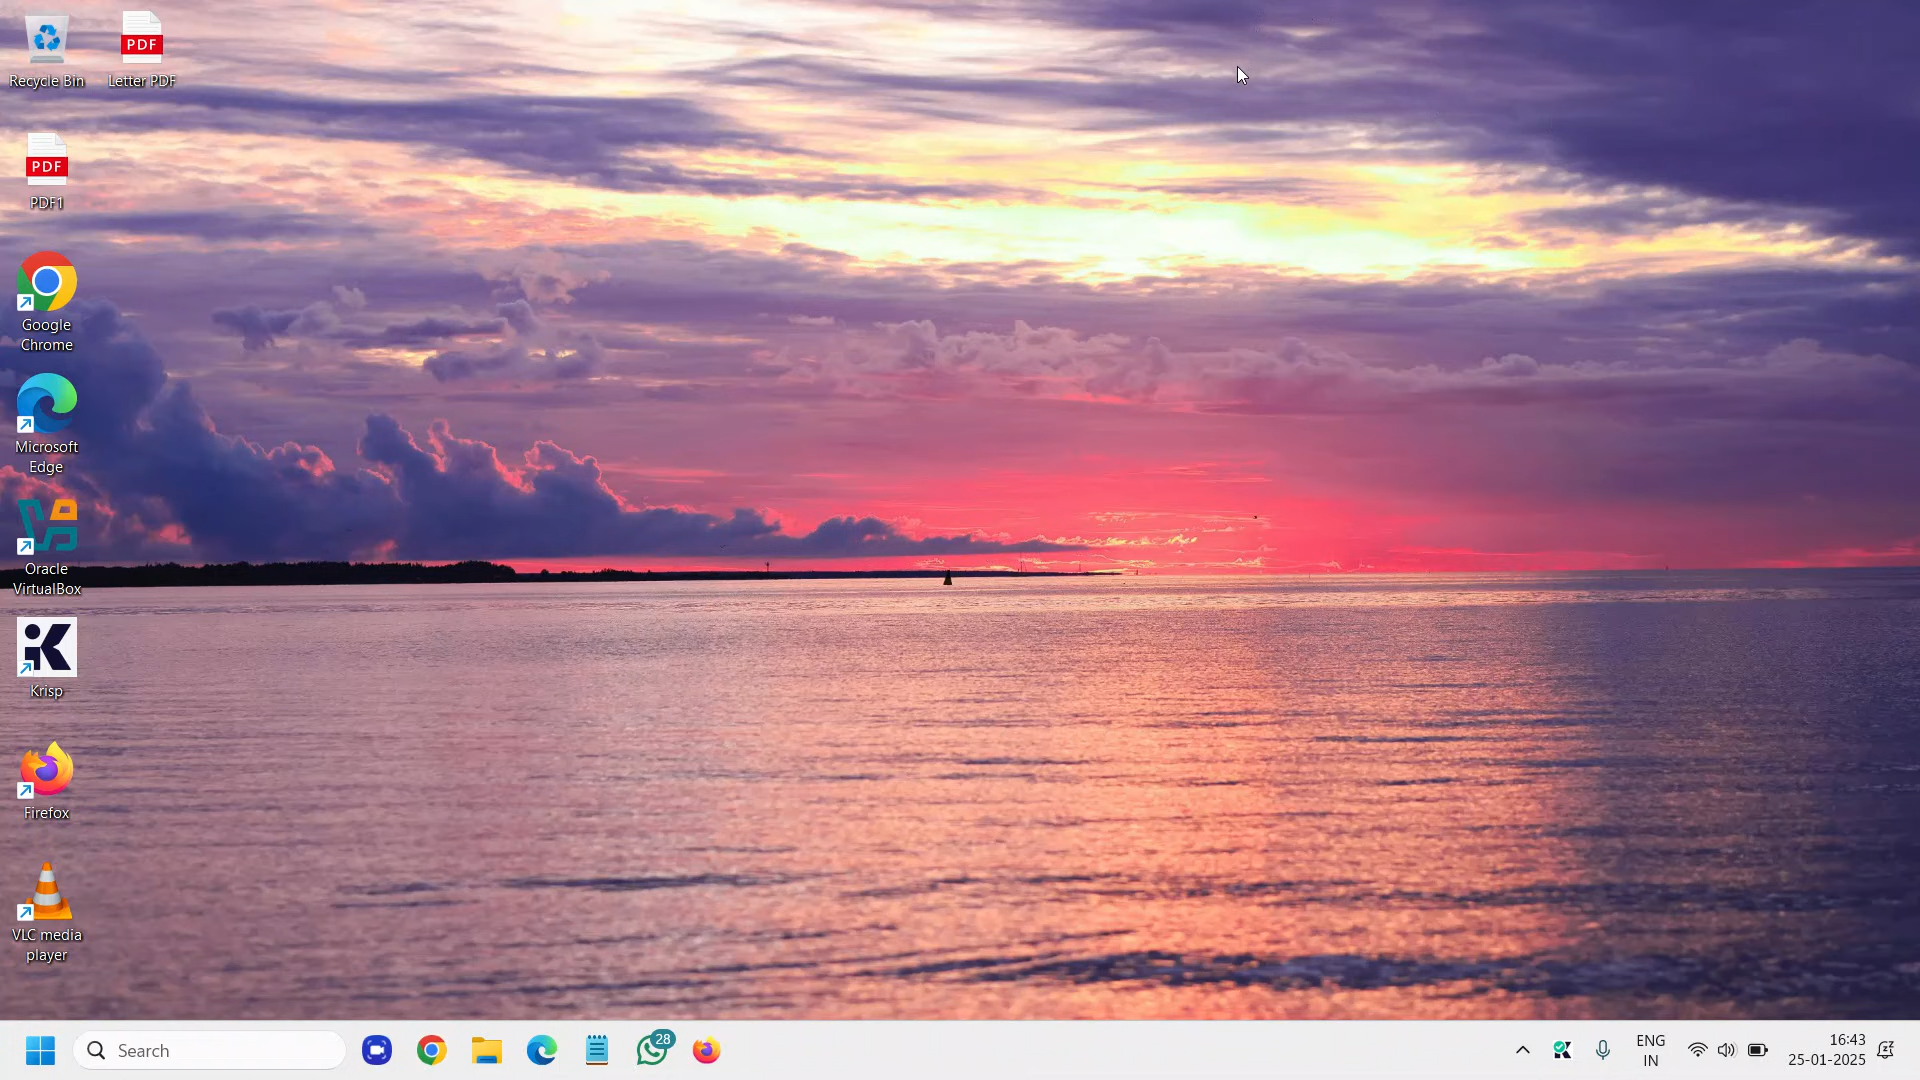 Recycle Bin
Letter PDF
PDF
PDF
PDF1
Google
Chrome
Microsoft
Edge
Oracle
VirtualBox
Krisp
Firefox
VLC media
player
Search
28
ENG
IN
16:43
25-01-2025